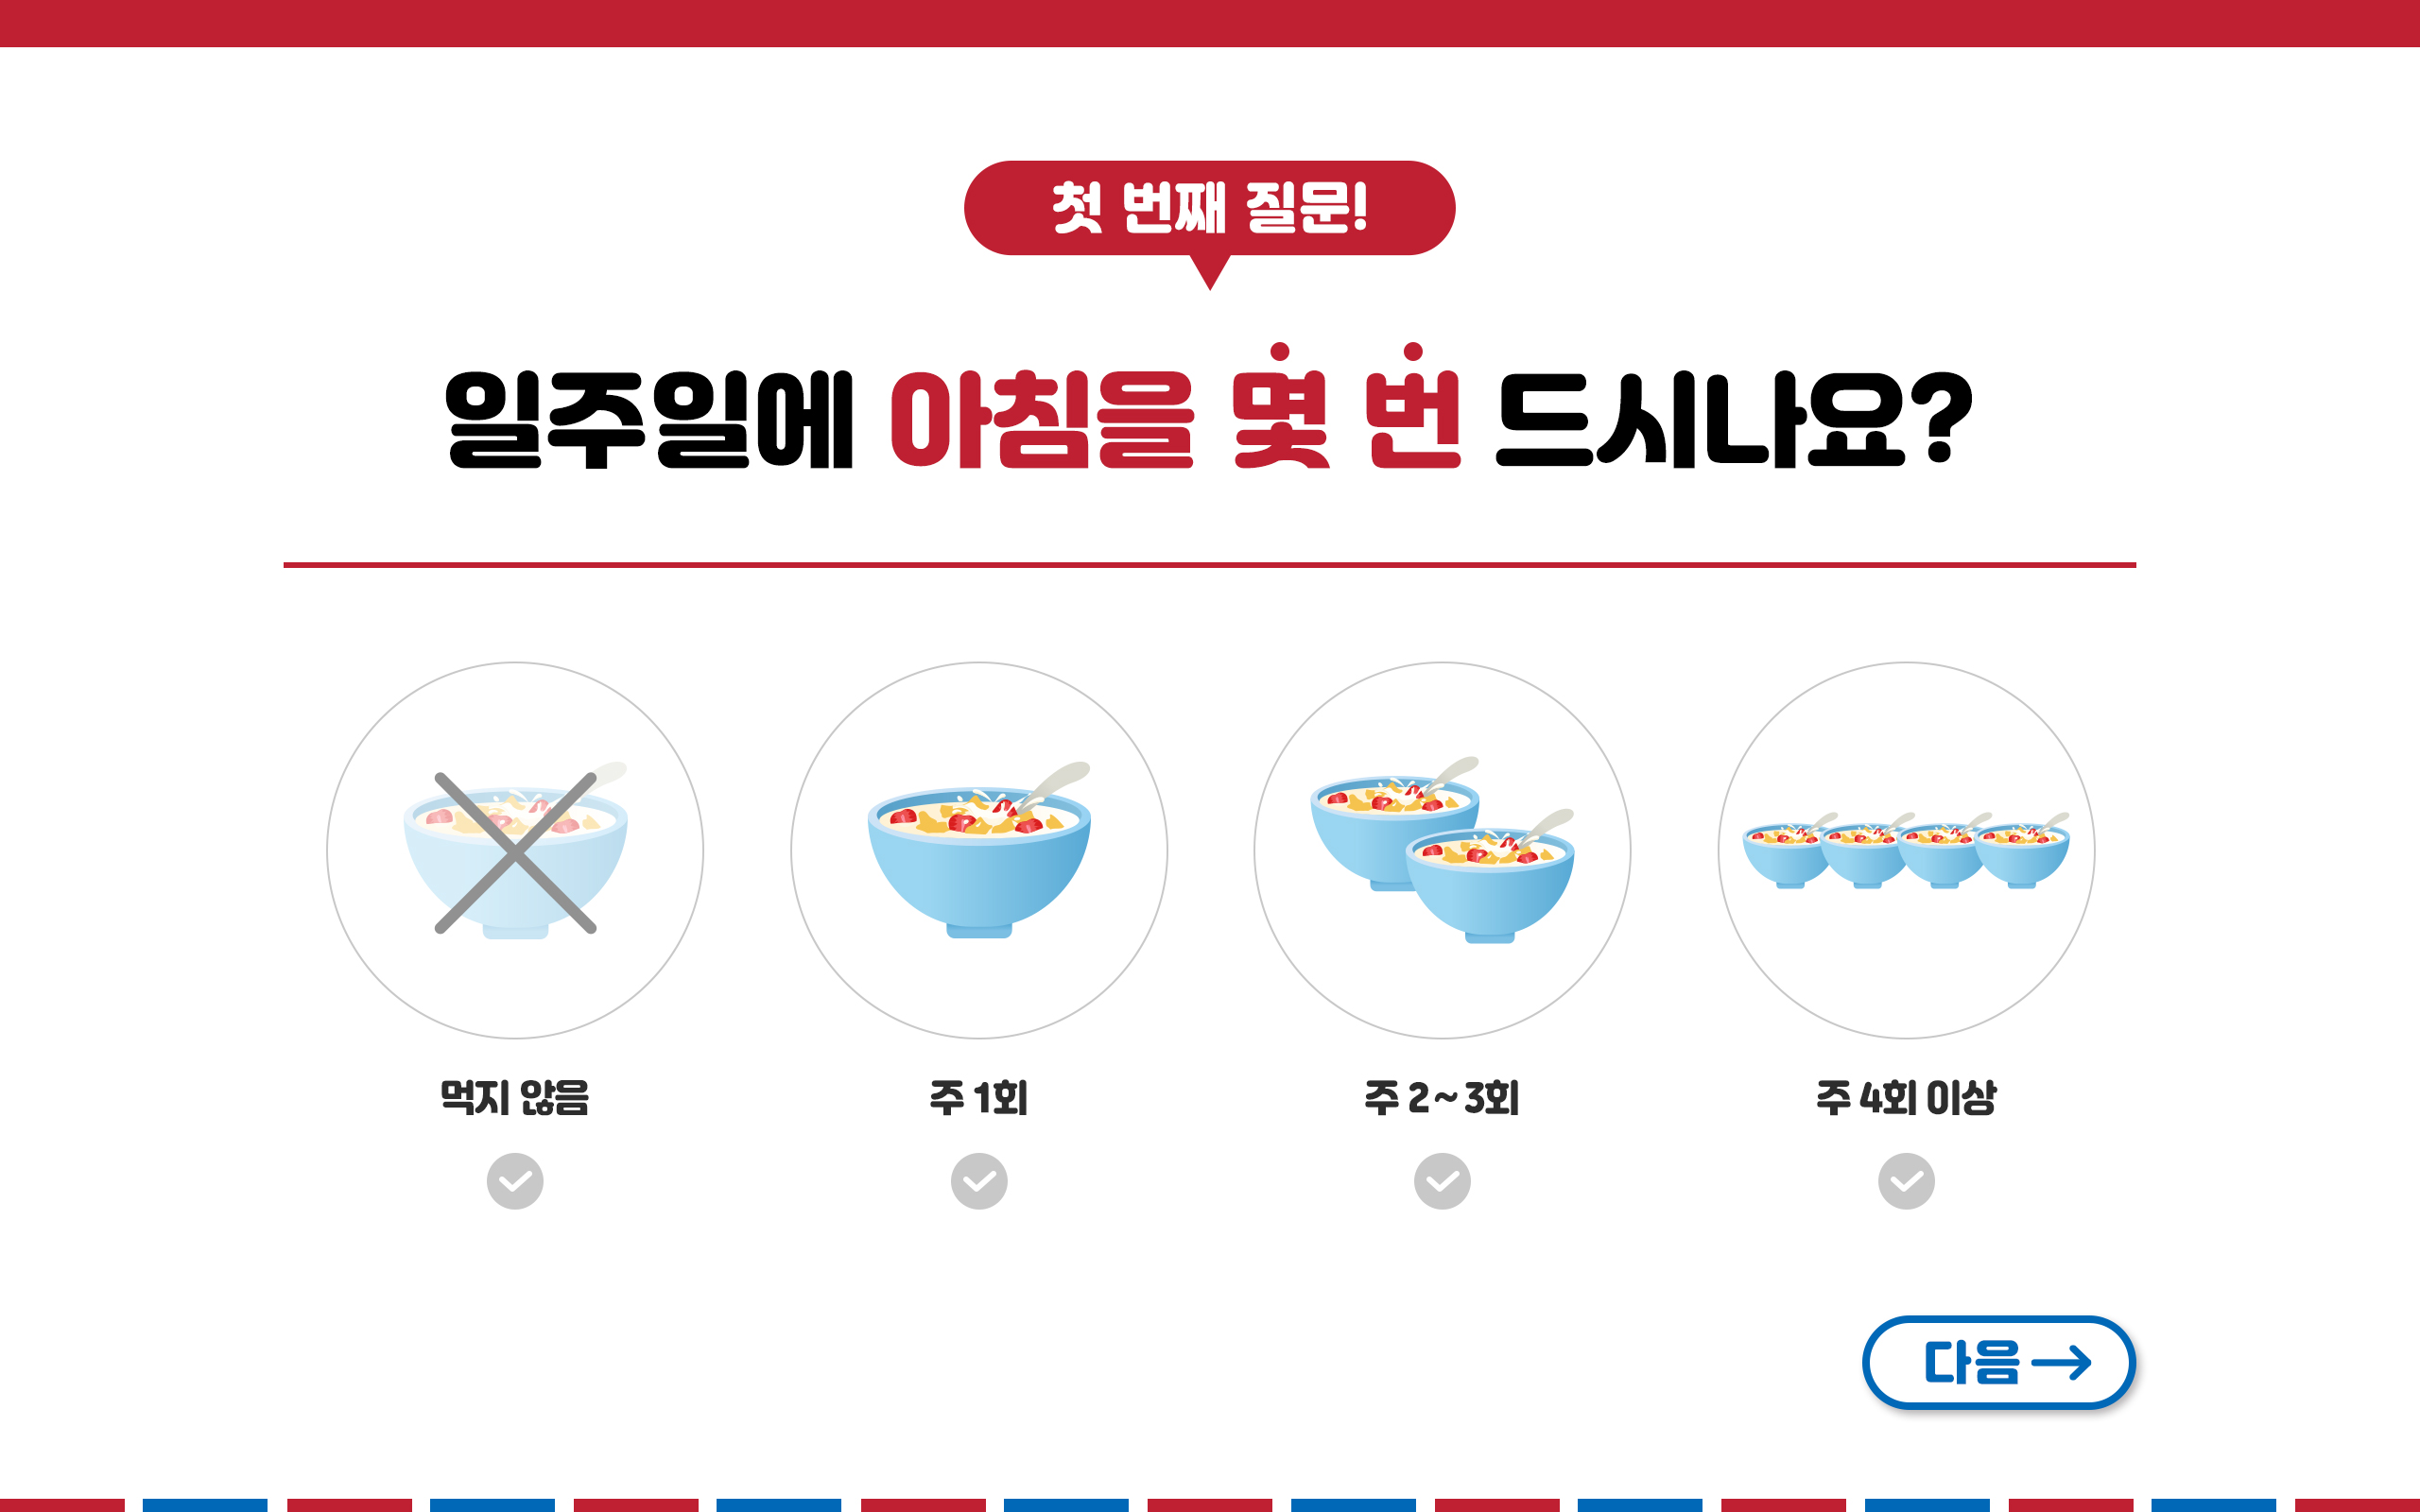 첫 번째 질문!
일주일에 아침을 몇 번 드시나요?
먹지 않음
주 1회
주 2~3회
주 4회 이상
다음 →